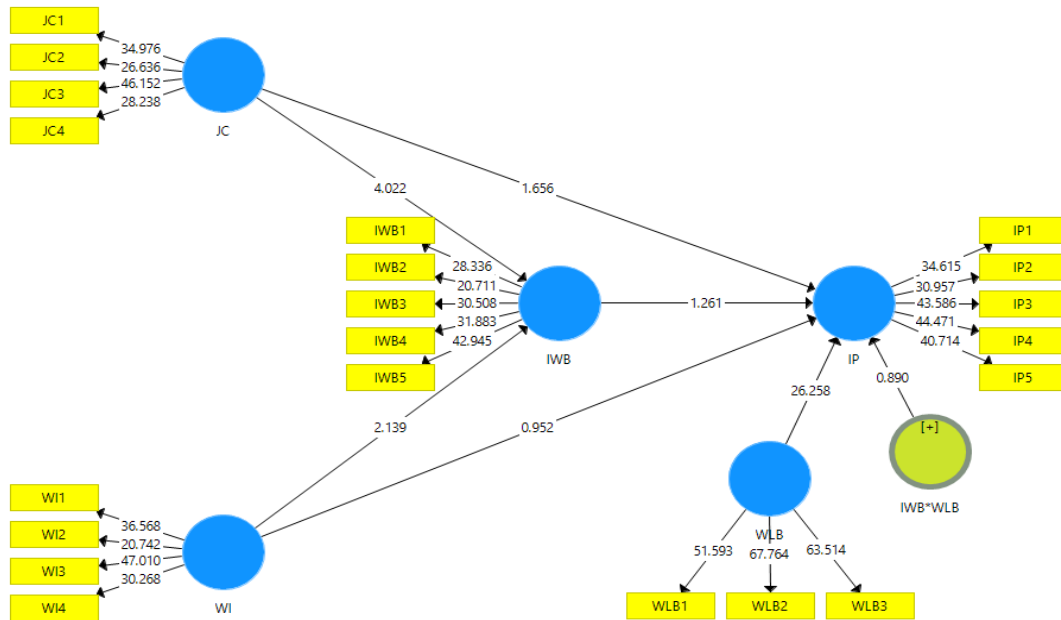 JC1
JC2
JC3
JC4
34.976
26.636
46.152
28.238
JC
4.022
1.656
IWB1
IWB2
IWB3
IWB4
IWB5
28.336
20.711
30.508
31.883
42.945
IWB
1.261
IP1
IP2
IP3
IP4
IP5
34.615
30.957
43.586
44.471
40.714
IP
26.258
0.890
[+]
IWB*WLB
2.139
0.952
WI1
WI2
WI3
WI4
36.568
20.742
47.010
30.268
WI
WLB
51.593
67.764
63.514
WLB1
WLB2
WLB3